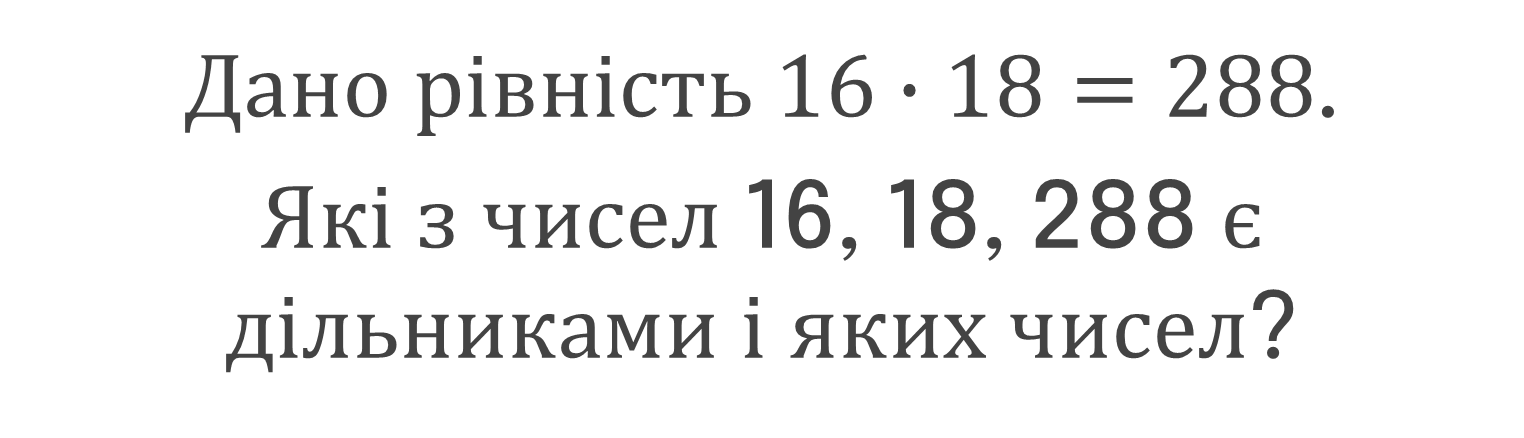 Дано рівність 16 · 18 = 288.
Які з чисел 16, 18, 288 є
дільниками і яких чисел?